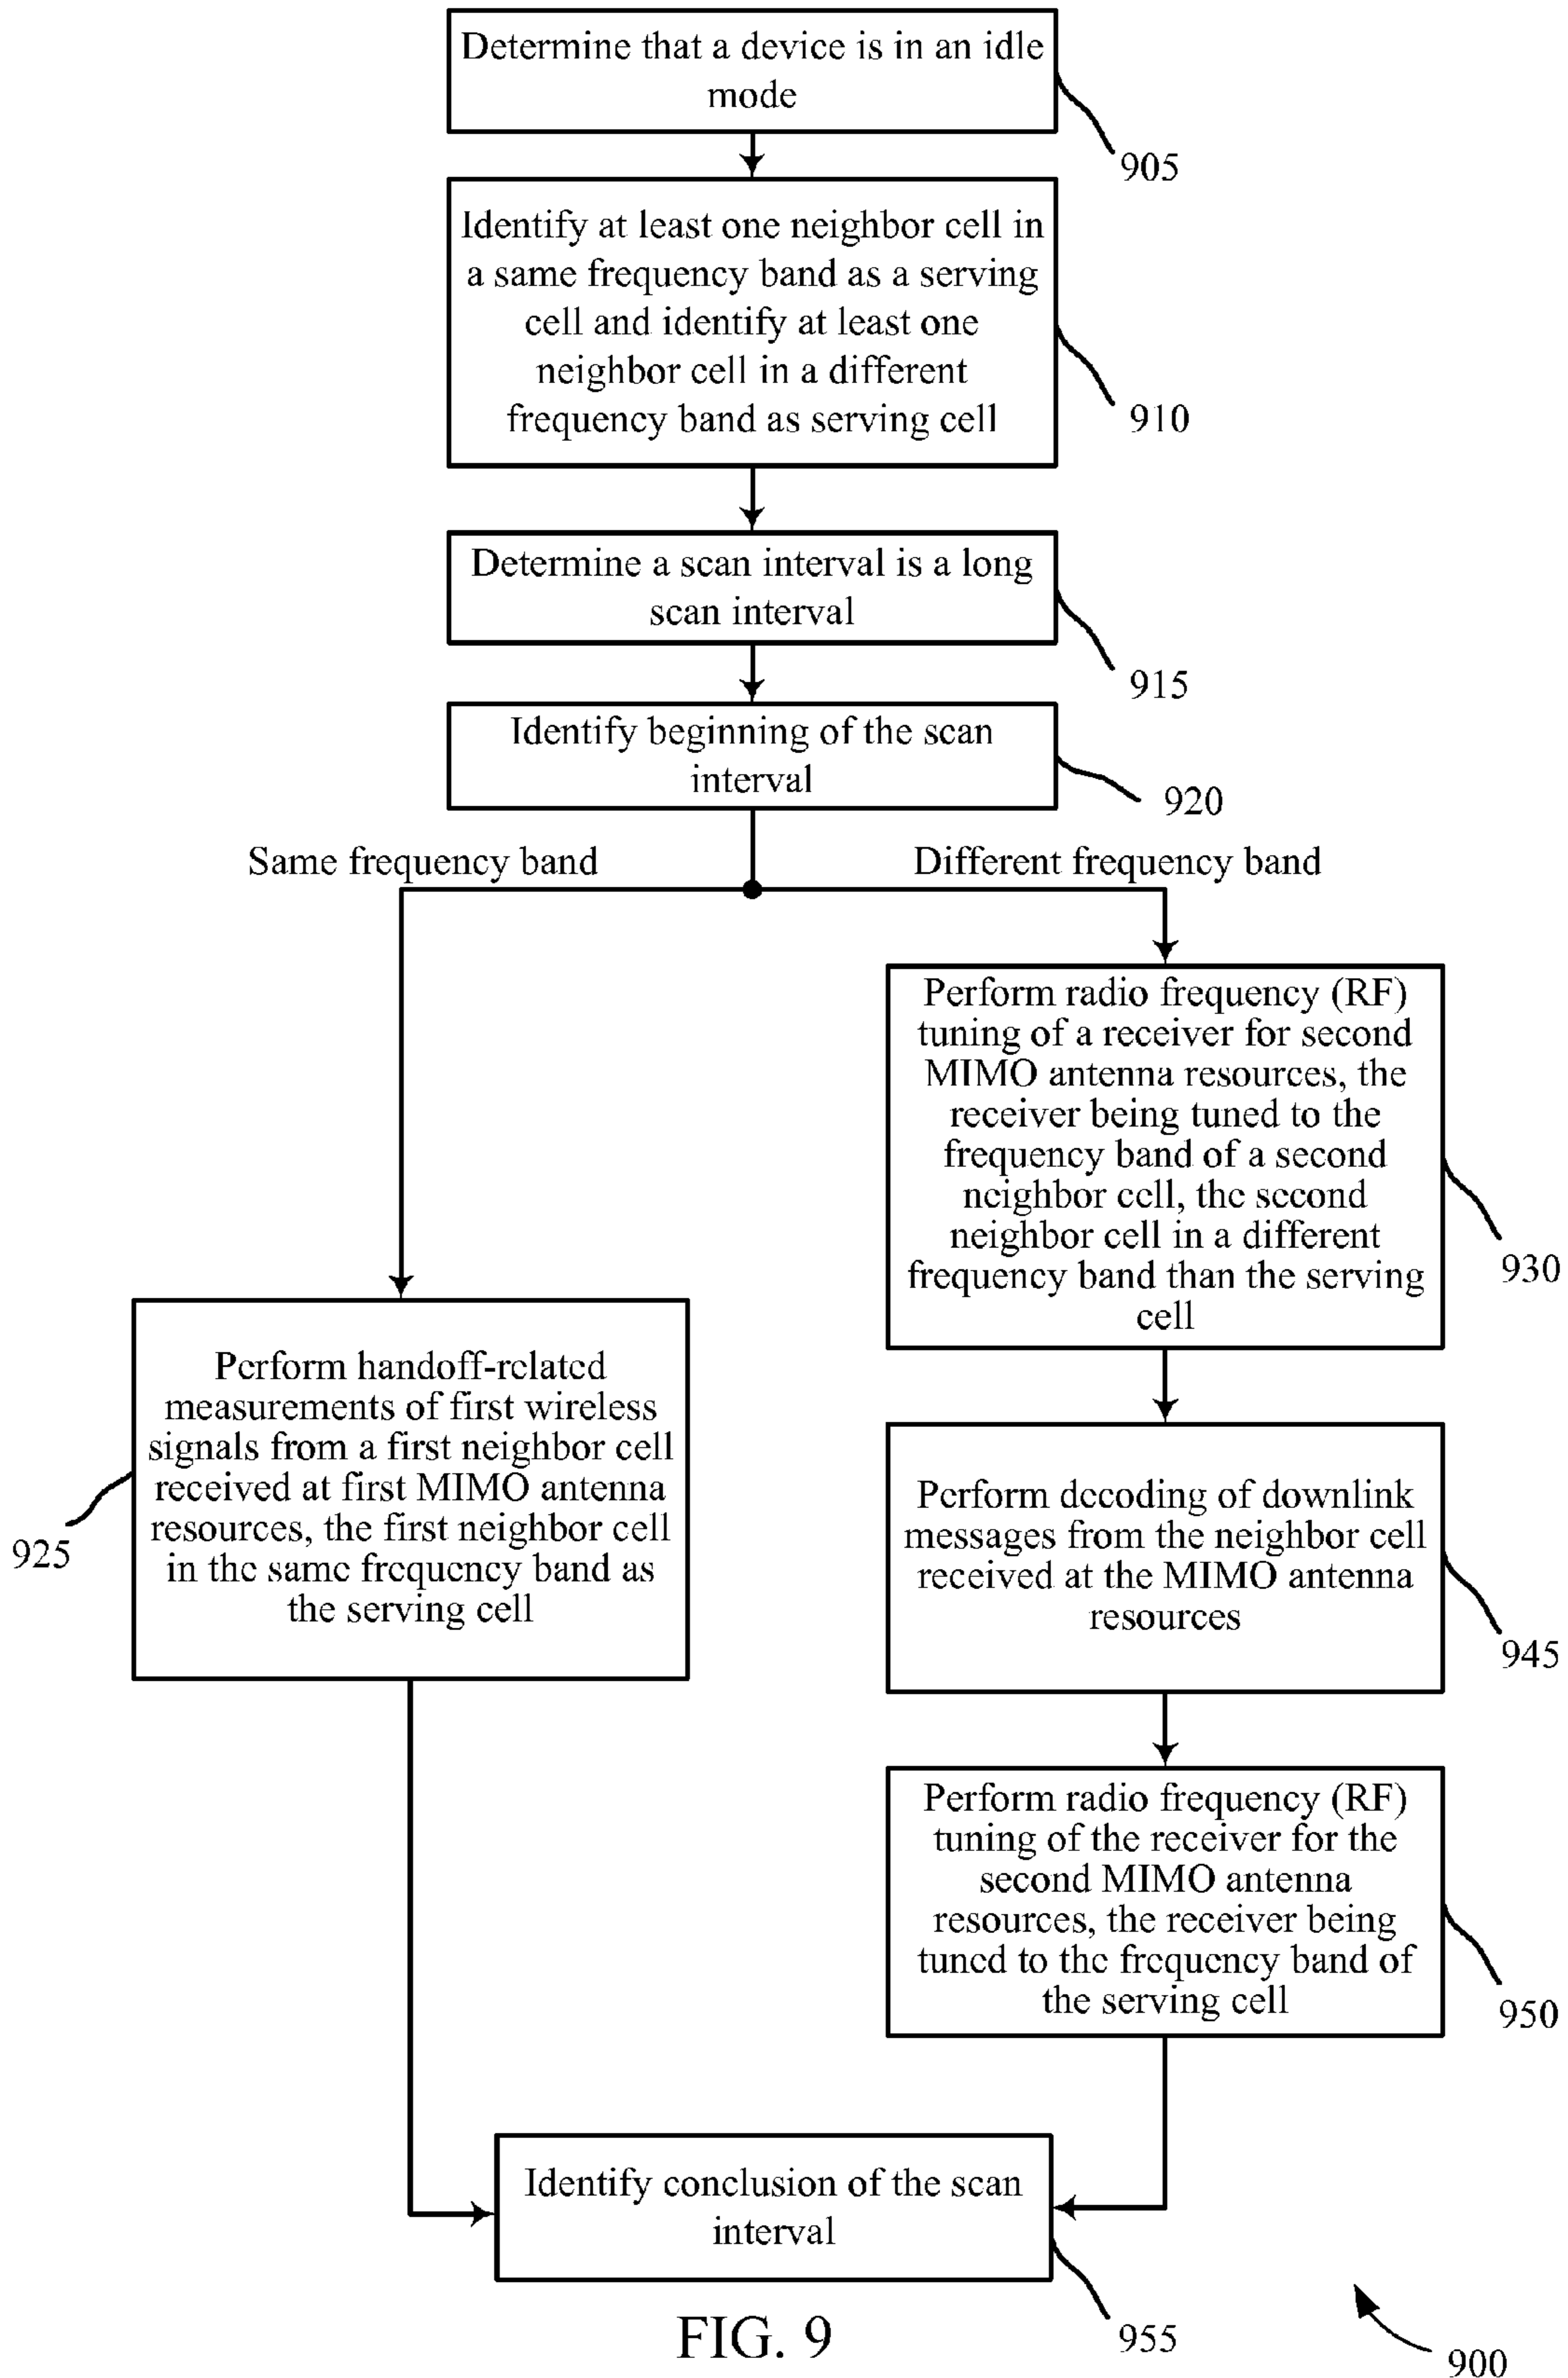 Determine that a device is in an idle
mode
905
Identify at least one neighbor cell in
a same frequency band as a serving
cell and identify at least one
neighbor cell in a different
frequency band as serving cell
910
Determine a scan interval is a long
scan interval
915
Identify beginning of the scan
interval
920
Same frequency band
Different frequency band
Perform radio frequency (RF)
tuning of a receiver for second
MIMO antenna resources, the
receiver being tuned to the
frequency band of a second
neighbor cell, the second
neighbor cell in a different
frequency band than the serving
cell
930
Perform handoff-related
measurements of first wireless
signals from a first neighbor cell
received at first MIMO antenna
resources, the first neighbor cell
in the same frequency band as
the serving cell
925
Perform decoding of downlink
messages from the neighbor cell
received at the MIMO antenna
resources
945
Perform radio frequency (RF)
tuning of the receiver for the
second MIMO antenna
resources, the receiver being
tuned to the frequency band of
the serving cell
950
Identify conclusion of the scan
interval
955
FIG. 9
900